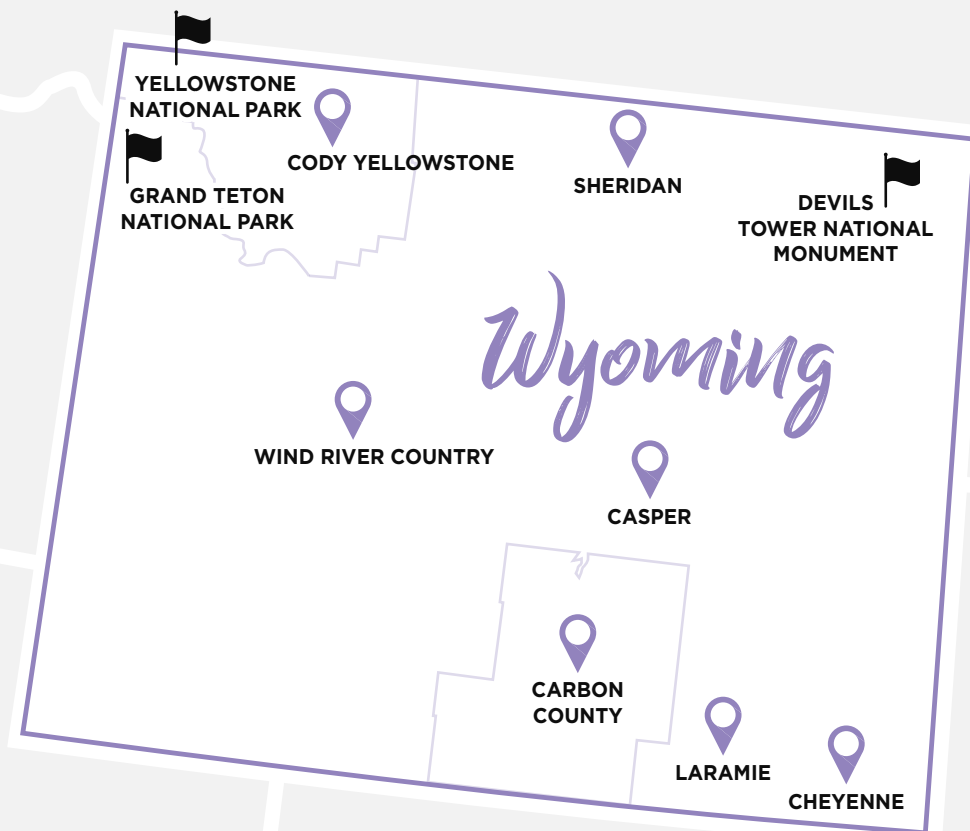 YELLOWSTONE
NATIONAL PARK
CODY YELLOWSTONE
SHERIDAN
GRAND TETON
NATIONAL PARK
DEVILS
TOWER NATIONAL
MONUMENT
Wyoming
WIND RIVER COUNTRY
CASPER
CARBON
COUNTY
LARAMIE
CHEYENNE